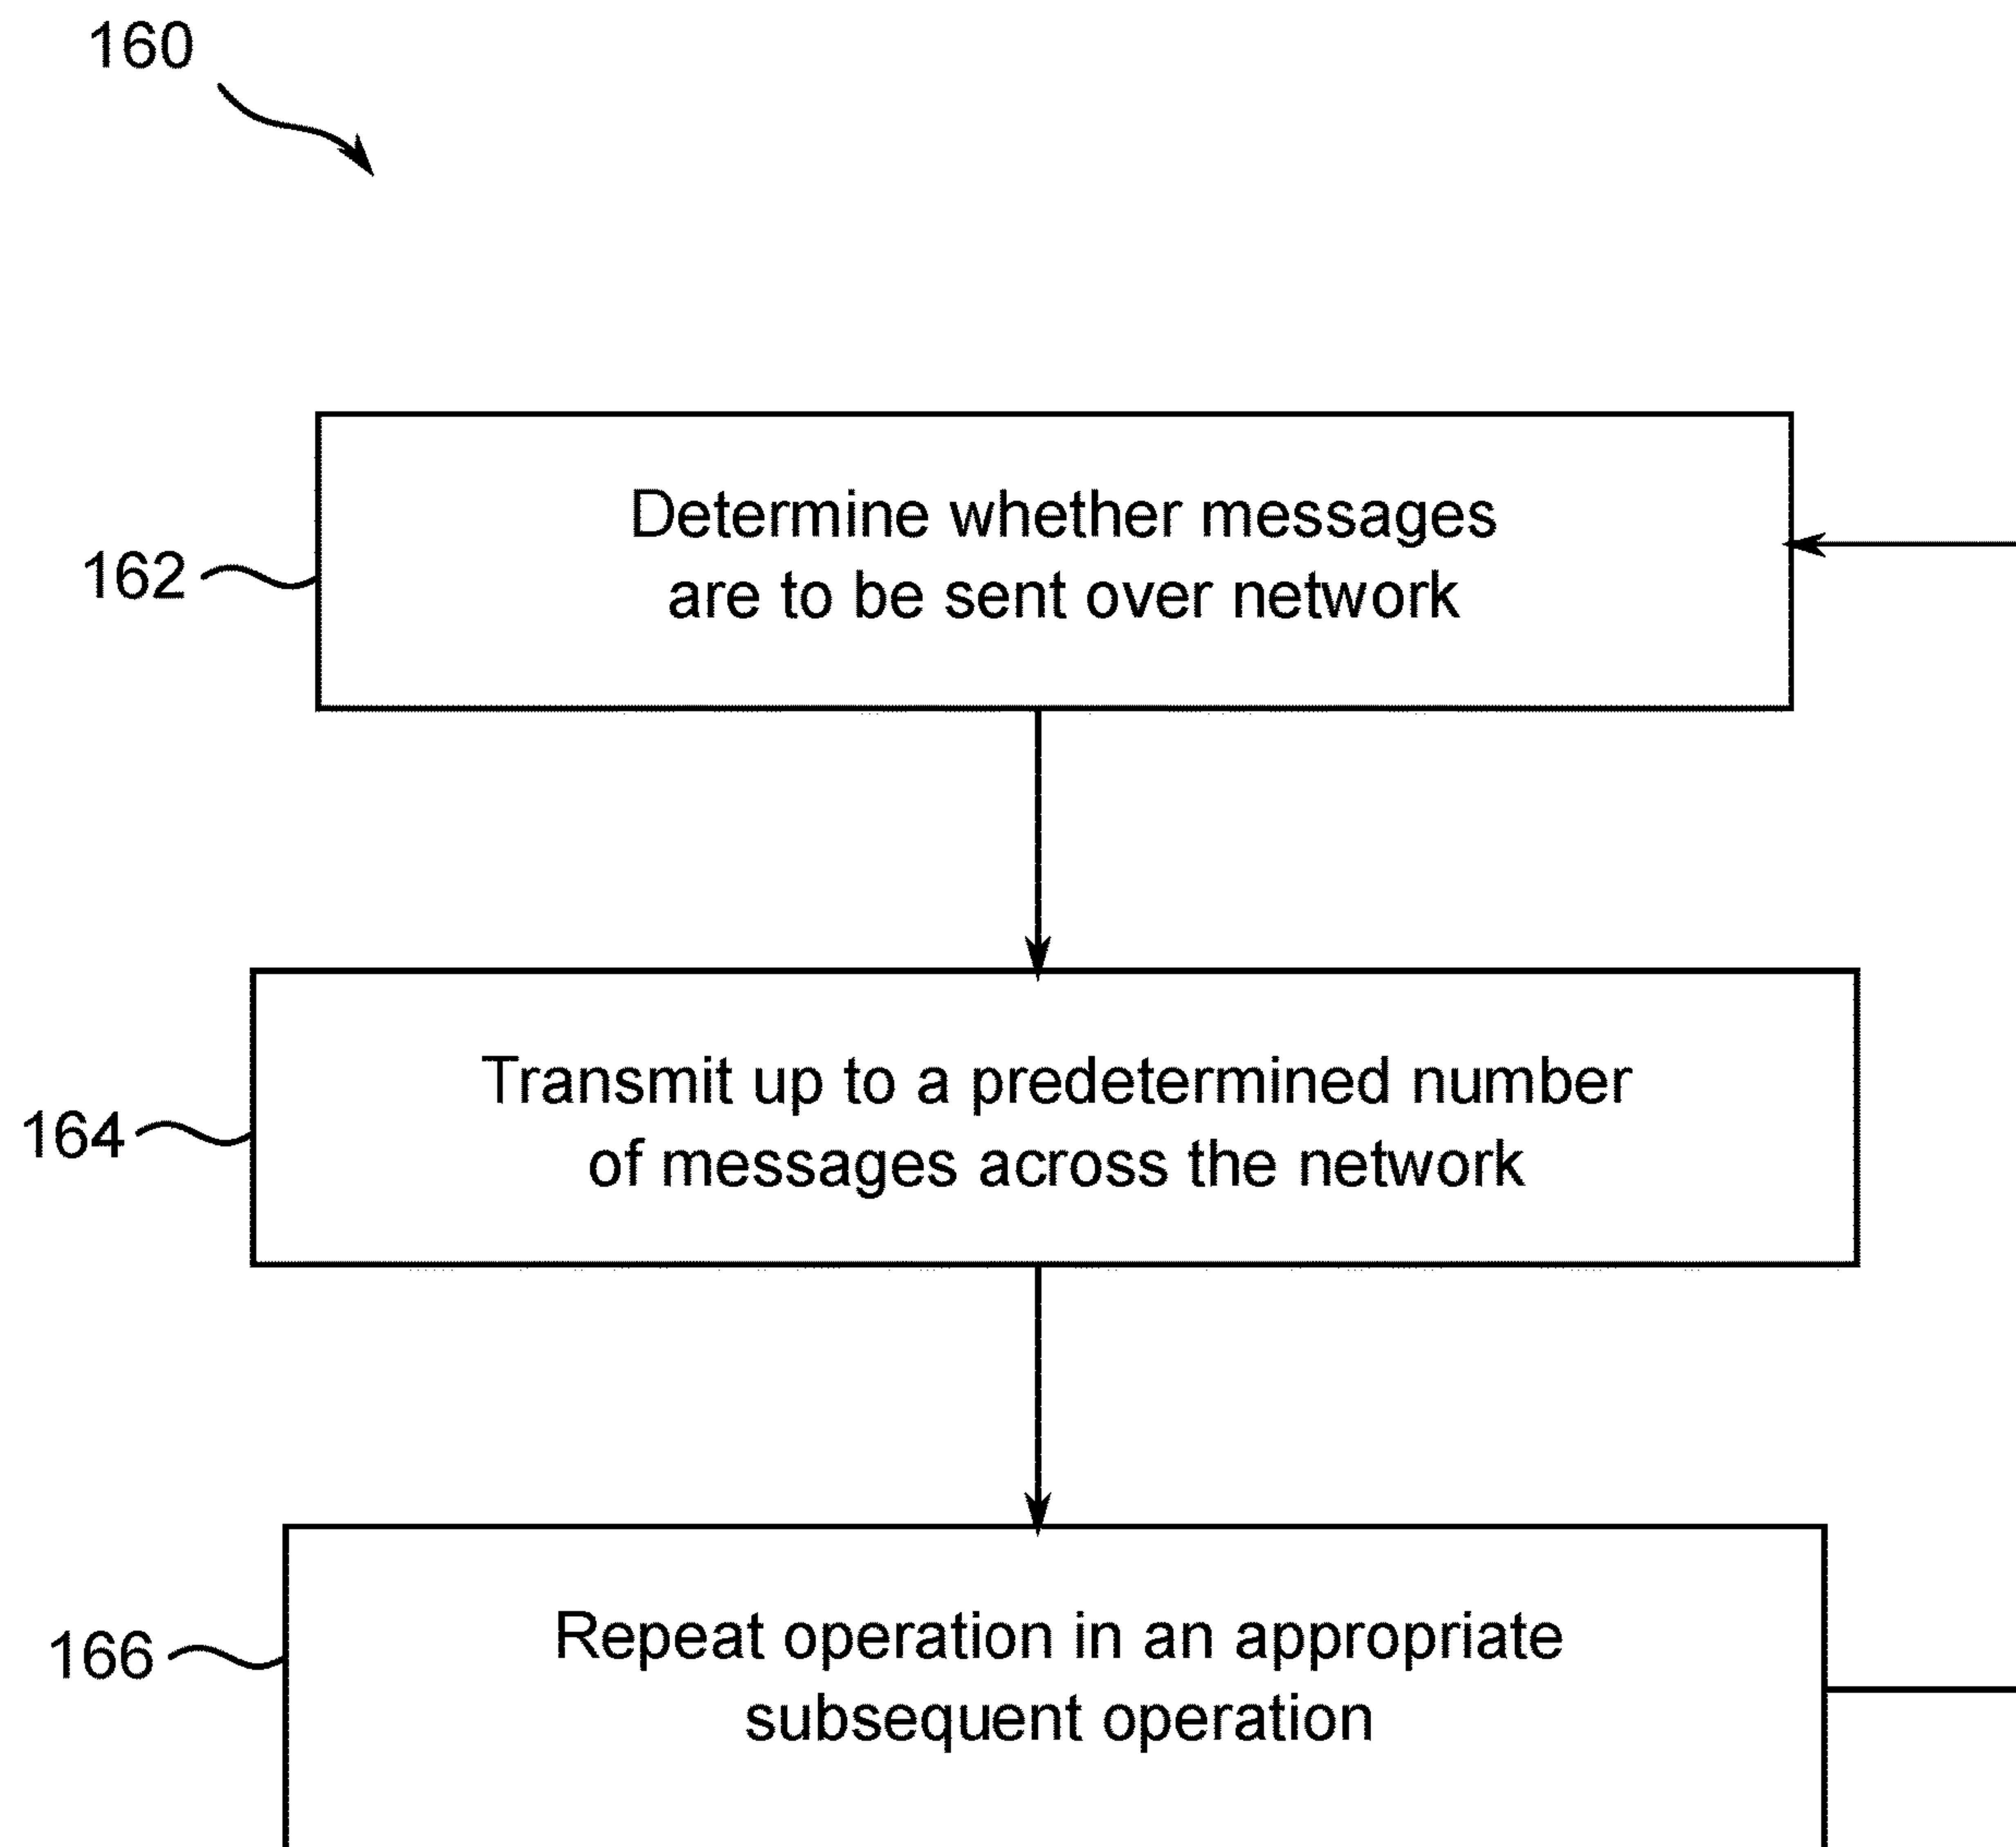 160
Determine whether messages
are to be sent over network
162
Transmit up to a predetermined number
of messages across the network
164
Repeat operation in an appropriate
subsequent operation
166